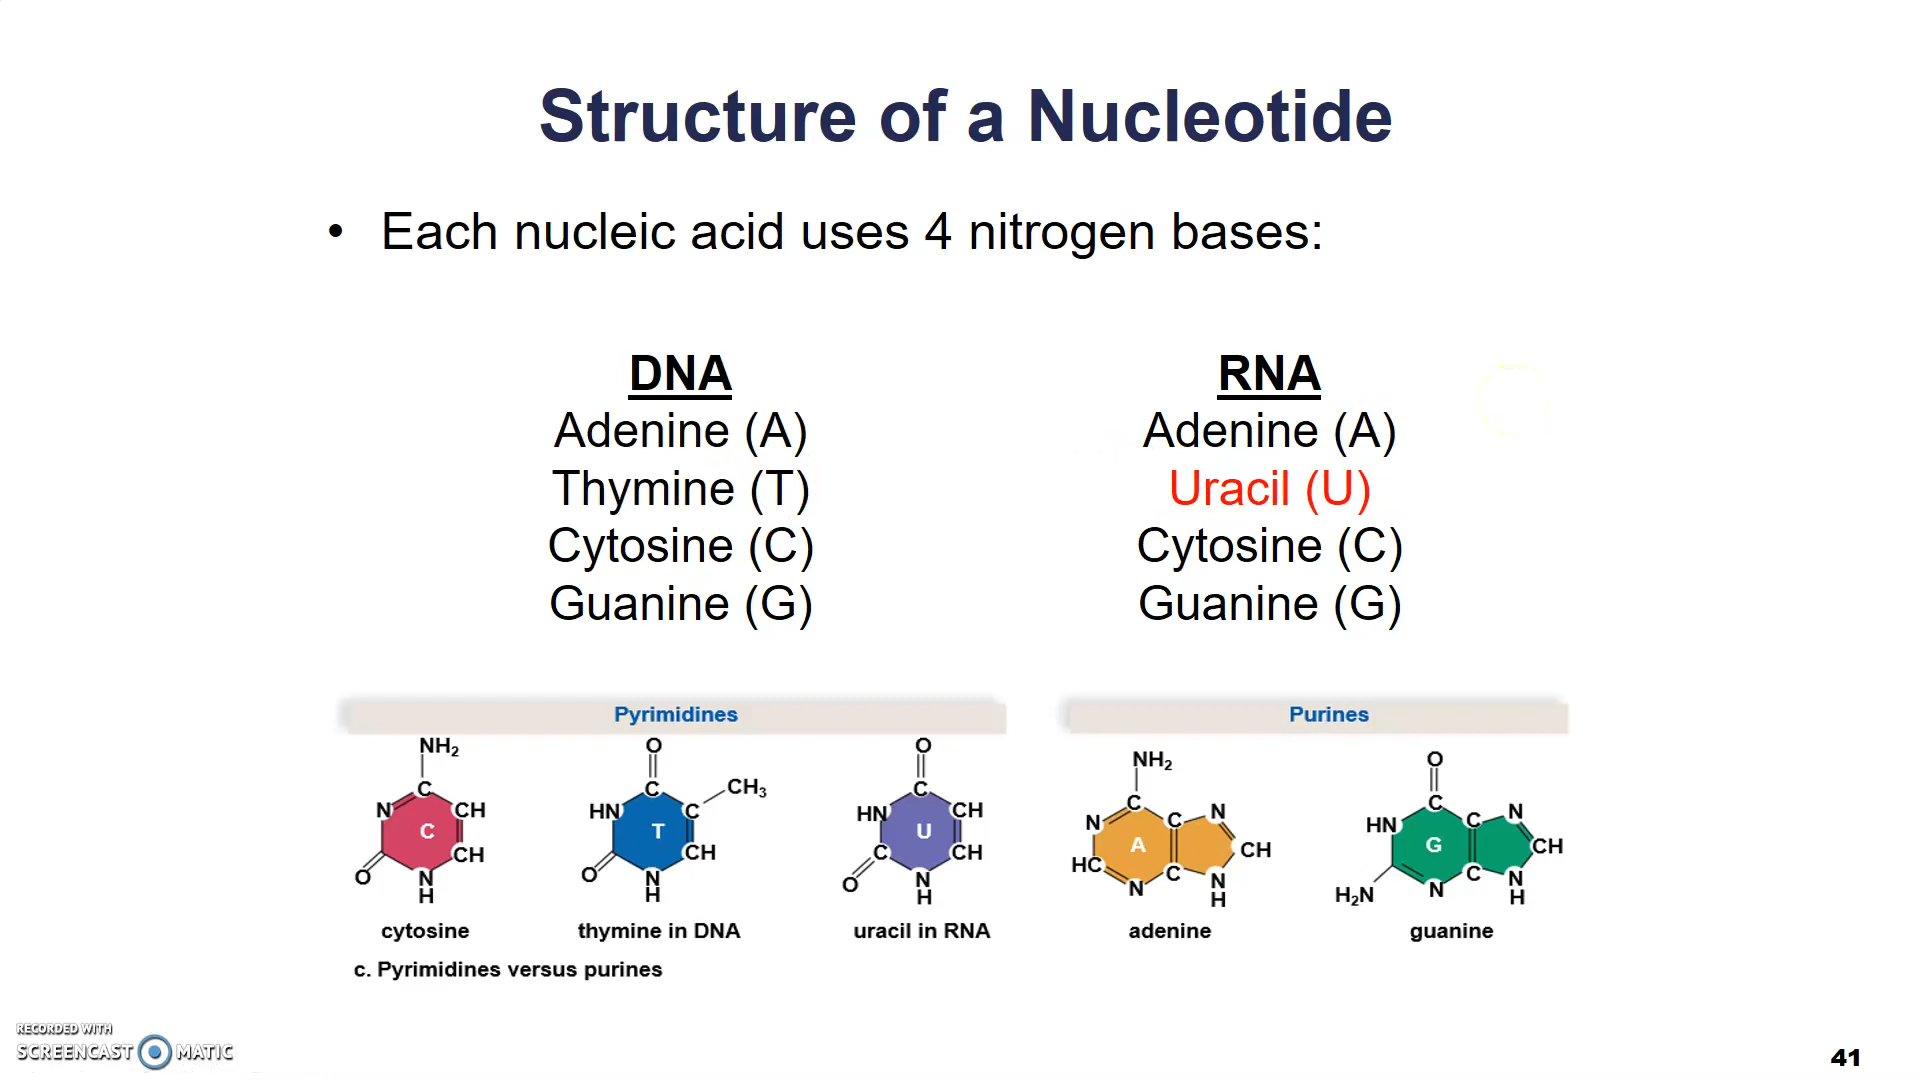 Structure of a Nucleotide
• Each nucleic acid uses 4 nitrogen bases:
DNA
Adenine (A)
Thymine (T)
Cytosine (C)
Guanine (G)
RNA
Adenine (A)
Uracil (U)
Cytosine (C)
Guanine (G)
Pyrimidines
NH₂
C
N
CH
C
CH
O
N
H
cytosine
O
C
CH₃
HN
C
T
CH
O
N
H
thymine in DNA
O
C
HN
CH
U
C
CH
O
N
H
uracil in RNA
Purines
NH₂
C
N
C
N
A
CH
HC
C
N
N
H
adenine
O
C
N
HN
C
G
CH
C
H₂N
N
N
H
guanine
c. Pyrimidines versus purines
RECORDED WITH
SCREENCAST MATIC
41